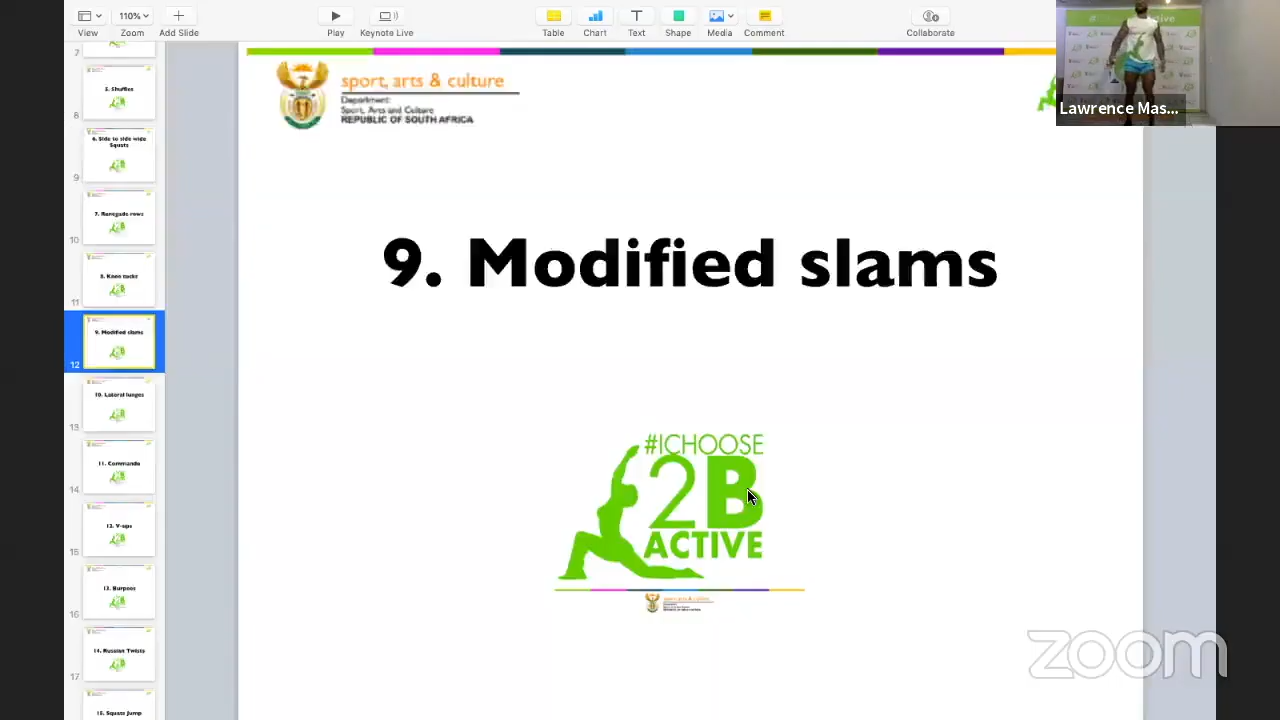 View
110%
Zoom
Add Slide
Play
Keynote Live
Table
Chart
Text
Shape
Media
Comment
Collaborate
Lawrence Mas...
7
5. Shuffles
8
6. Side to side wide
Squats
9
7. Renegade rows
10
8. Knee tucks
11
9. Modified slams
12
10. Lateral lunges
13
11. Commando
14
12. V-ups
15
13. Burpees
16
14. Russian Twists
17
15. Squats Jump
sport, arts & culture
Department:
Sport, Arts and Culture
REPUBLIC OF SOUTH AFRICA
9. Modified slams
#ICHOOSE
2B
ACTIVE
sport, arts & culture
zoom